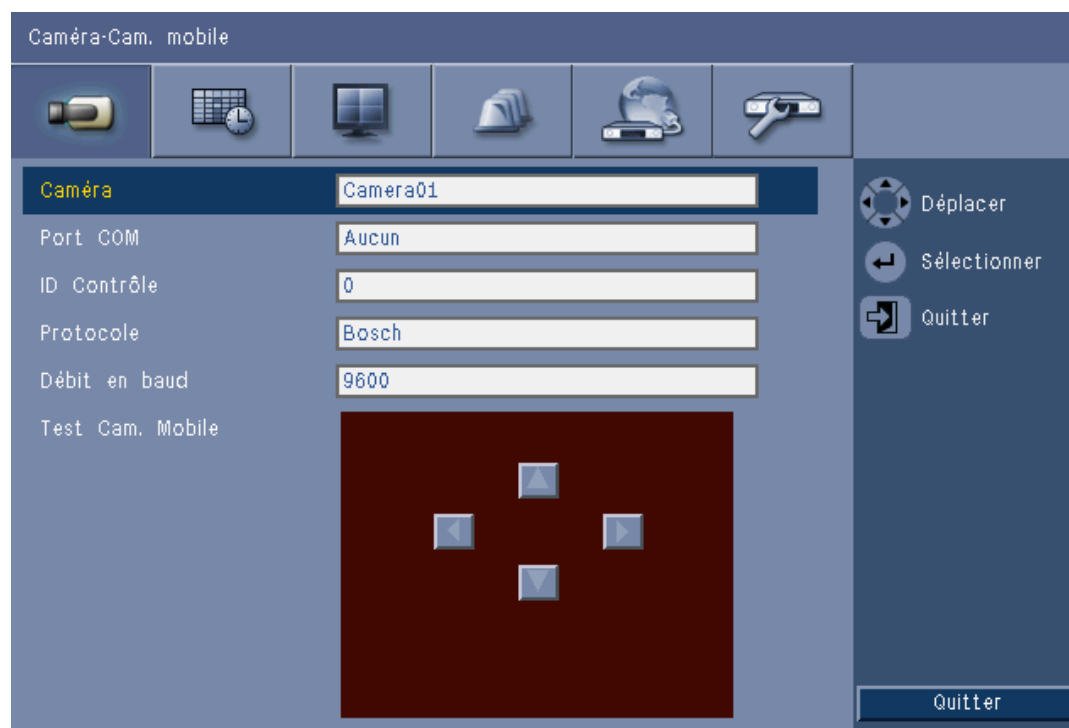 Caméra-Cam. mobile
Caméra
Camera01
Port COM
Aucun
ID Contrôle
0
Protocole
Bosch
Débit en baud
9600
Test Cam. Mobile
Déplacer
Sélectionner
Quitter
Quitter